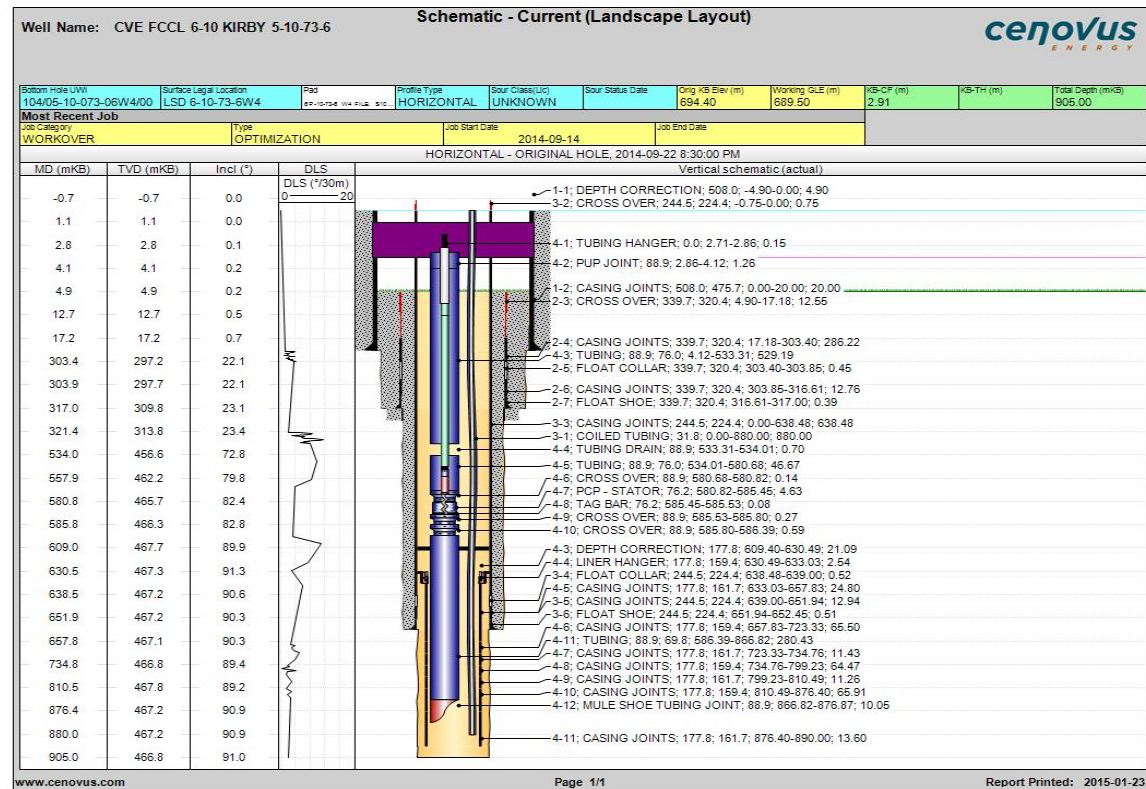 Schematic - Current (Landscape Layout)
Well Name: CVE FCCL 6-10 KIRBY 5-10-73-6
cenovus
ENERGY
Bottom Hole UWI
104/05-10-073-06W4/00
Surface Legal Location
LSD 6-10-73-6W4
Pad
Profile Type
HORIZONTAL
Sour Class(Lic)
UNKNOWN
Sour Status Date
Orig KB Elev (m)
694.40
Working GLE (m)
689.50
KB-CF (m)
2.91
KB-TH (m)
Total Depth (mKB)
905.00
Most Recent Job
Job Category
WORKOVER
Type
OPTIMIZATION
Job Start Date
2014-09-14
Job End Date
HORIZONTAL - ORIGINAL HOLE, 2014-09-22 8:30:00 PM
MD (mKB) TVD (mKB) Incl (°) DLS Vertical schematic (actual)
DLS (°/30m)
0 20
-0.7 -0.7 0.0
1.1 1.1 0.0
2.8 2.8 0.1
4.1 4.1 0.2
4.9 4.9 0.2
12.7 12.7 0.5
17.2 17.2 0.7
303.4 297.2 22.1
303.9 297.7 22.1
317.0 309.8 23.1
321.4 313.8 23.4
534.0 456.6 72.8
557.9 462.2 79.8
580.8 465.7 82.4
585.8 466.3 82.8
609.0 467.7 89.9
630.5 467.3 91.3
638.5 467.2 90.6
651.9 467.2 90.3
657.8 467.1 90.3
734.8 466.8 89.4
810.5 467.8 89.2
876.4 467.2 90.9
880.0 467.2 90.9
905.0 466.8 91.0
1-1; DEPTH CORRECTION; 508.0; -4.90-0.00; 4.90
3-2; CROSS OVER; 244.5; 224.4; -0.75-0.00; 0.75
4-1; TUBING HANGER; 0.0; 2.71-2.86; 0.15
4-2; PUP JOINT; 88.9; 2.86-4.12; 1.26
1-2; CASING JOINTS; 508.0; 475.7; 0.00-20.00; 20.00
2-3; CROSS OVER; 339.7; 320.4; 4.90-17.18; 12.55
2-4; CASING JOINTS; 339.7; 320.4; 17.18-303.40; 286.22
4-3; TUBING; 88.9; 76.0; 4.12-533.31; 529.19
2-5; FLOAT COLLAR; 339.7; 320.4; 303.40-303.85; 0.45
2-6; CASING JOINTS; 339.7; 320.4; 303.85-316.61; 12.76
2-7; FLOAT SHOE; 339.7; 320.4; 316.61-317.00; 0.39
3-3; CASING JOINTS; 244.5; 224.4; 0.00-638.48; 638.48
3-1; COILED TUBING; 31.8; 0.00-880.00; 880.00
4-4; TUBING DRAIN; 88.9; 533.31-534.01; 0.70
4-5; TUBING; 88.9; 76.0; 534.01-580.68; 46.67
4-6; CROSS OVER; 88.9; 580.68-580.82; 0.14
4-7; PCP - STATOR; 76.2; 580.82-585.45; 4.63
4-8; TAG BAR; 76.2; 585.45-585.53; 0.08
4-9; CROSS OVER; 88.9; 585.53-585.80; 0.27
4-10; CROSS OVER; 88.9; 585.80-586.39; 0.59
4-3; DEPTH CORRECTION; 177.8; 609.40-630.49; 21.09
4-4; LINER HANGER; 177.8; 159.4; 630.49-633.03; 2.54
3-4; FLOAT COLLAR; 244.5; 224.4; 638.48-639.00; 0.52
4-5; CASING JOINTS; 177.8; 161.7; 633.03-657.83; 24.80
3-5; CASING JOINTS; 244.5; 224.4; 639.00-651.94; 12.94
3-6; FLOAT SHOE; 244.5; 224.4; 651.94-652.45; 0.51
4-6; CASING JOINTS; 177.8; 159.4; 657.83-723.33; 65.50
4-11; TUBING; 88.9; 69.8; 586.39-866.82; 280.43
4-7; CASING JOINTS; 177.8; 161.7; 723.33-734.76; 11.43
4-8; CASING JOINTS; 177.8; 159.4; 734.76-799.23; 64.47
4-9; CASING JOINTS; 177.8; 161.7; 799.23-810.49; 11.26
4-10; CASING JOINTS; 177.8; 159.4; 810.49-876.40; 65.91
4-12; MULE SHOE TUBING JOINT; 88.9; 866.82-876.87; 10.05
4-11; CASING JOINTS; 177.8; 161.7; 876.40-890.00; 13.60
www.cenovus.com
Page 1/1
Report Printed: 2015-01-23